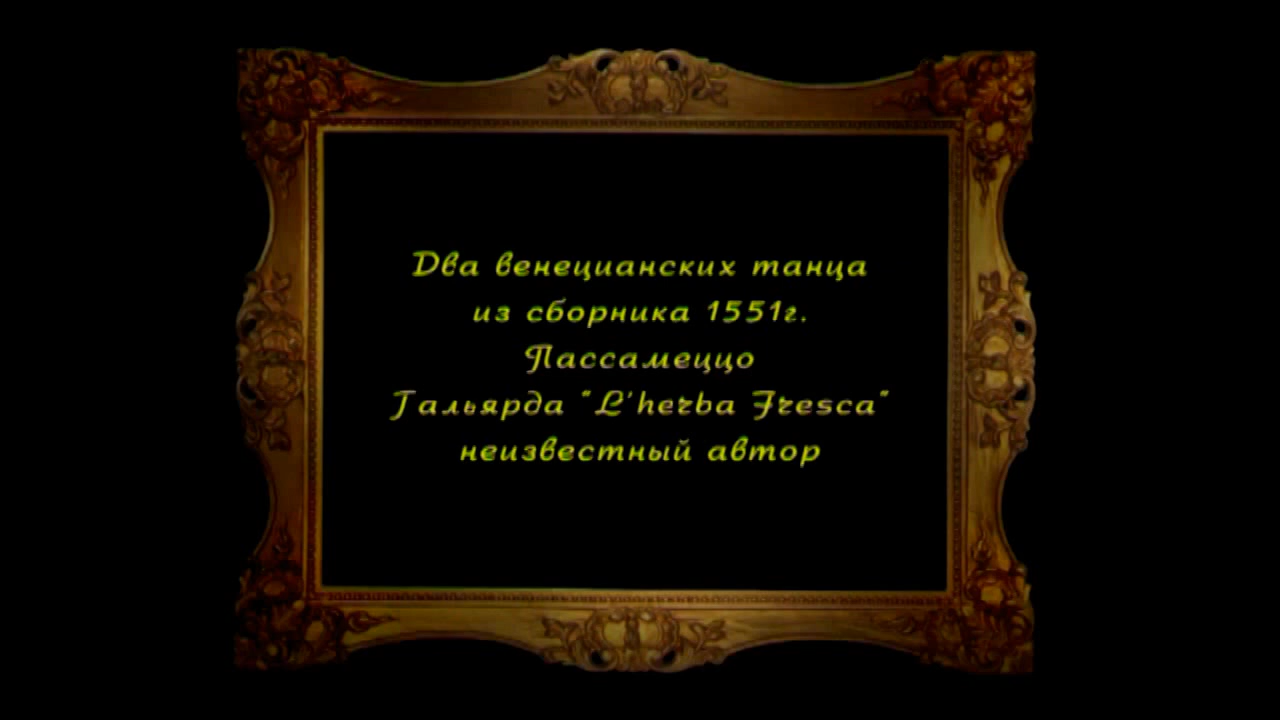 Два венецианских танца
из сборника 1551г.
Пассамеццо
Гальярда "L'herba Fresca"
неизвестный автор